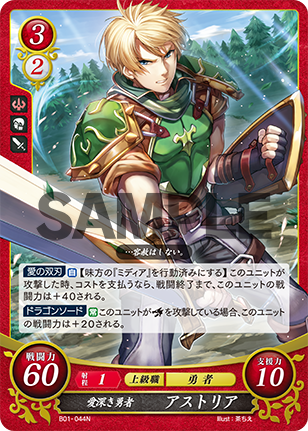 3
2
SAMPLE
…容赦はしない。
愛の双刃 自 【味方の『ミディア』を行動済みにする】このユニットが
攻撃した時、コストを支払うなら、戦闘終了まで、このユニットの戦
闘力は+40される。
ドラゴンソード 常 このユニットが を攻撃している場合、このユニット
の戦闘力は+20される。
戦闘力
60
射程 1 上級職 勇者
支援力
10
愛深き勇者 アストリア
B01-044N
Illust:茶ちえ